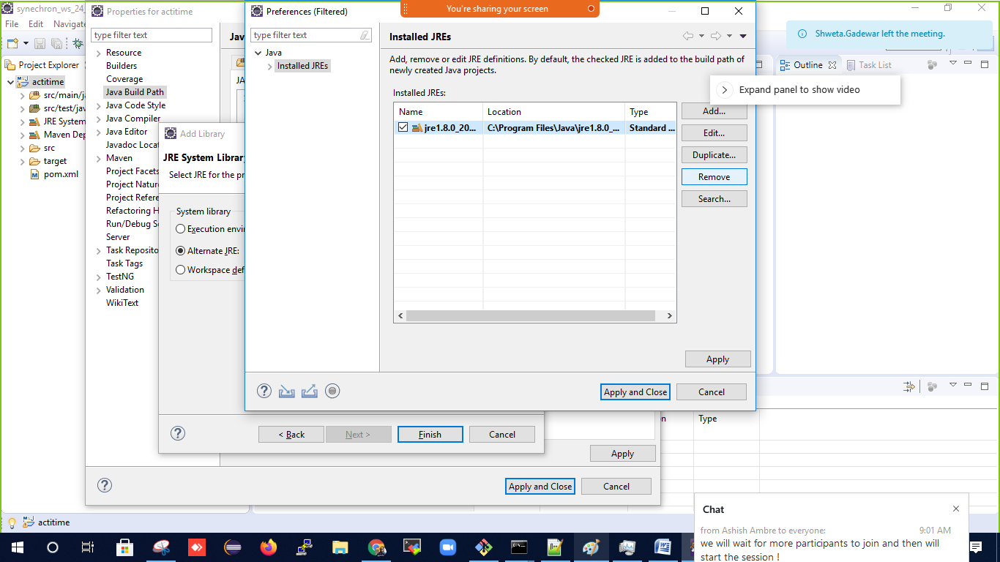 synechron_ws_24_
File Edit Navigate
Project Explorer
actitime
src/main/ja
src/test/jav
JRE System
Maven Dep
src
target
pom.xml
actitime
Properties for actitime
type filter text
Resource
Builders
Coverage
Java Build Path
Java Code Style
Java Compiler
Java Editor
Javadoc Locat
Maven
Project Facets
Project Nature
Project Refere
Refactoring H
Run/Debug S
Server
Task Reposito
Task Tags
TestNG
Validation
WikiText
Jav
JA
Apply
Apply and Close
Cancel
Add Library
JRE System Library
Select JRE for the pr
System library
Execution envir
Alternate JRE:
Workspace def
< Back
Next >
Finish
Cancel
Preferences (Filtered)
type filter text
Java
Installed JREs
Installed JREs
Add, remove or edit JRE definitions. By default, the checked JRE is added to the build path of
newly created Java projects.
Installed JREs:
Name Location Type
jre1.8.0_20... C:\Program Files\Java\jre1.8.0_... Standard ...
Add...
Edit...
Duplicate...
Remove
Search...
Apply
Apply and Close
Cancel
You're sharing your screen
Shweta.Gadewar left the meeting.
Outline
Task List
Expand panel to show video
n
Type
Chat
from Ashish Ambre to everyone: 9:01 AM
we will wait for more participants to join and then will
start the session !